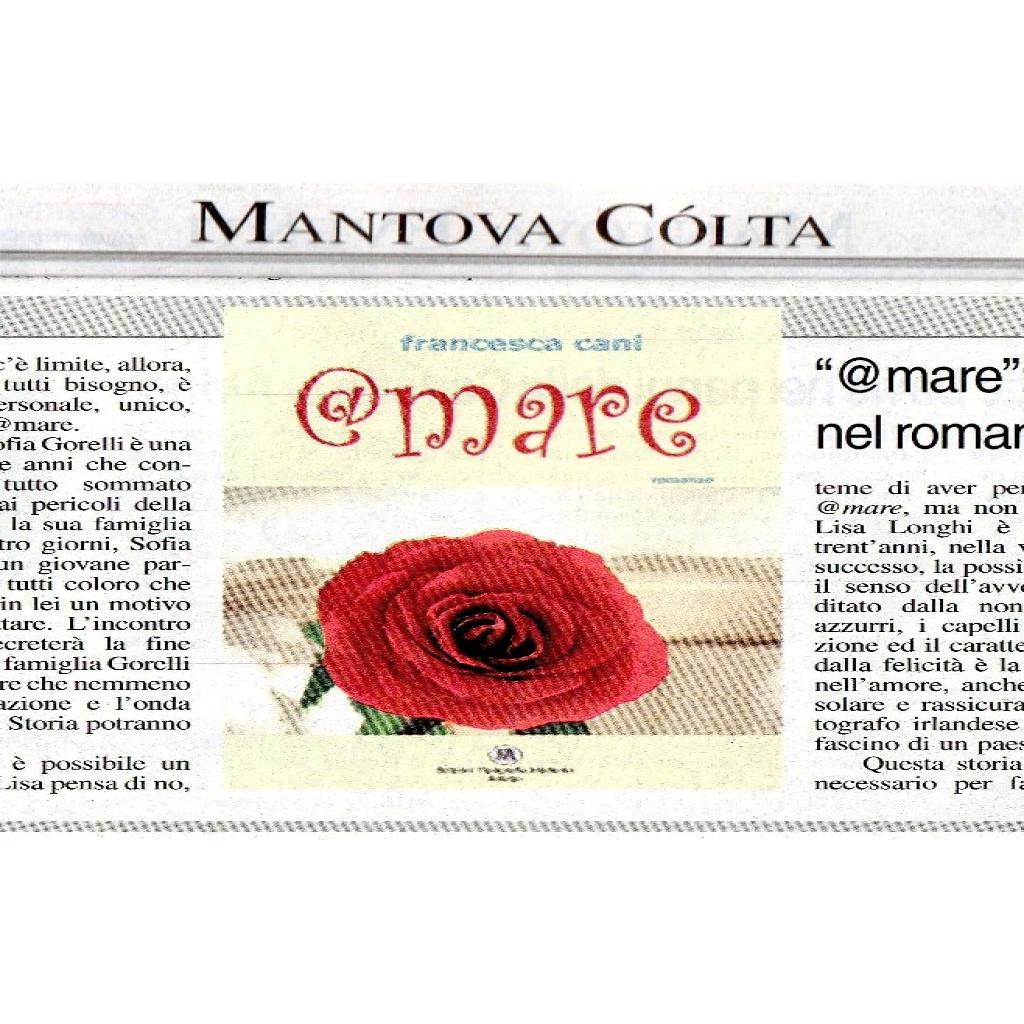 MANTOVA CÓLTA
c'è limite, allora,
tutti bisogno, è
ersonale, unico,
@mare.
ofia Gorelli è una
e anni che con-
tutto sommato
ai pericoli della
la sua famiglia
tro giorni, Sofia
un giovane par-
tutti coloro che
in lei un motivo
ttare. L'incontro
ecreterà la fine
famiglia Gorelli
re che nemmeno
azione e l'onda
Storia potranno
è possibile un
Lisa pensa di no,
francesca cani
@mare
romanzo
"@mare":
nel roman
teme di aver per
@mare, ma non
Lisa Longhi è
trent'anni, nella v
successo, la possi
il senso dell'avve
ditato dalla non
azzurri, i capelli
zione ed il caratte
dalla felicità è la
nell'amore, anche
solare e rassicura
tografo irlandese
fascino di un paes
Questa storia
necessario per fa